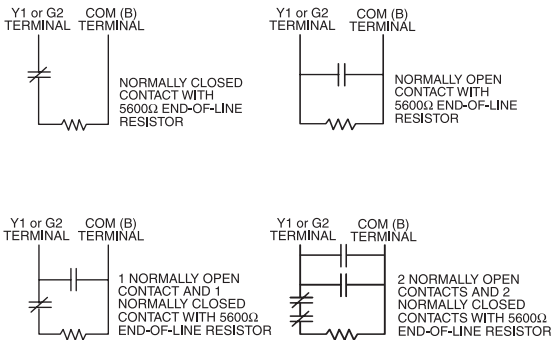 Y1 or G2 COM (B)
TERMINAL TERMINAL
NORMALLY CLOSED
CONTACT WITH
5600Ω END-OF-LINE
RESISTOR
Y1 or G2 COM (B)
TERMINAL TERMINAL
NORMALLY OPEN
CONTACT WITH
5600Ω END-OF-LINE
RESISTOR
Y1 or G2 COM (B)
TERMINAL TERMINAL
1 NORMALLY OPEN
CONTACT AND 1
NORMALLY CLOSED
CONTACT WITH 5600Ω
END-OF-LINE RESISTOR
Y1 or G2 COM (B)
TERMINAL TERMINAL
2 NORMALLY OPEN
CONTACTS AND 2
NORMALLY CLOSED
CONTACTS WITH 5600Ω
END-OF-LINE RESISTOR